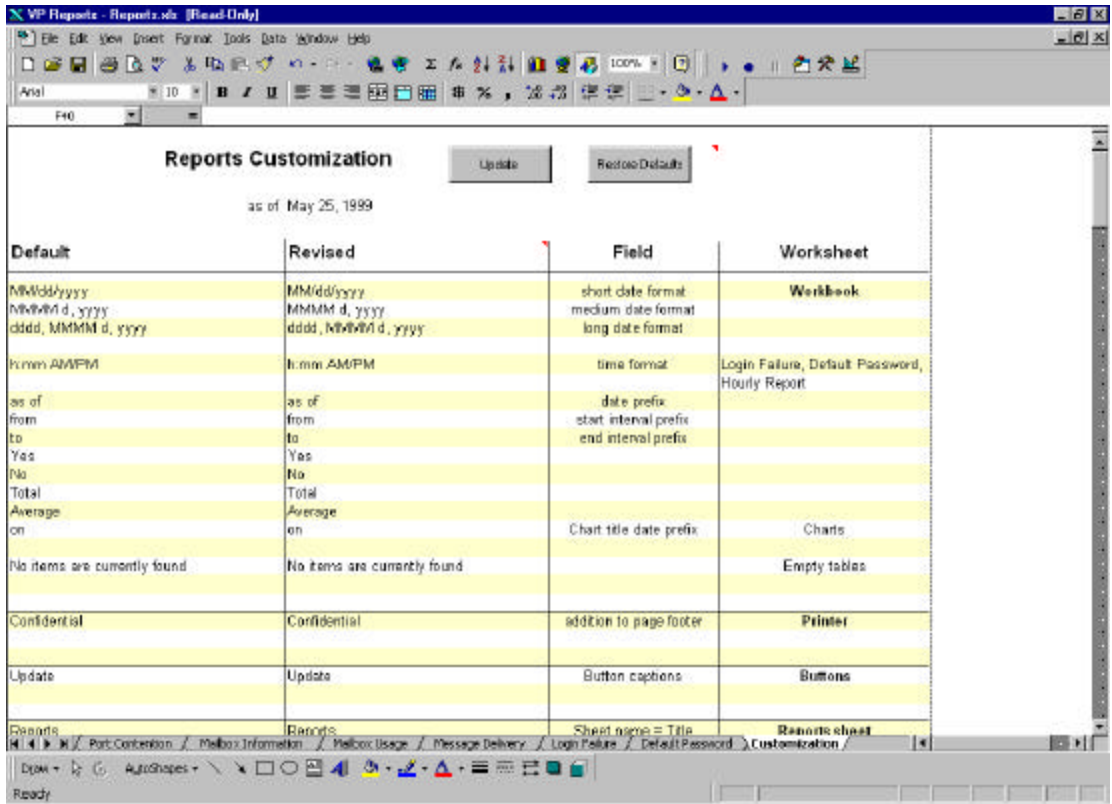 VP Reports - Reports.xls [Read-Only]
File Edit View Insert Format Tools Data Window Help
100%
Arial 10 B I U
F40 =
Reports Customization Update Restore Defaults
as of May 25, 1999
Default Revised Field Worksheet
MM/dd/yyyy MM/dd/yyyy short date format Workbook
MMMM d, yyyy MMMM d, yyyy medium date format
dddd, MMMM d, yyyy dddd, MMMM d, yyyy long date format
h:mm AM/PM h:mm AM/PM time format Login Failure, Default Password,
Hourly Report
as of as of date prefix
from from start interval prefix
to to end interval prefix
Yes Yes
No No
Total Total
Average Average
on on Chart title date prefix Charts
No items are currently found No items are currently found Empty tables
Confidential Confidential addition to page footer Printer
Update Update Button captions Buttons
Reports Reports Sheet name = Title Reports sheet
Port Contention Mailbox Information Mailbox Usage Message Delivery Login Failure Default Password Customization
Draw AutoShapes
Ready